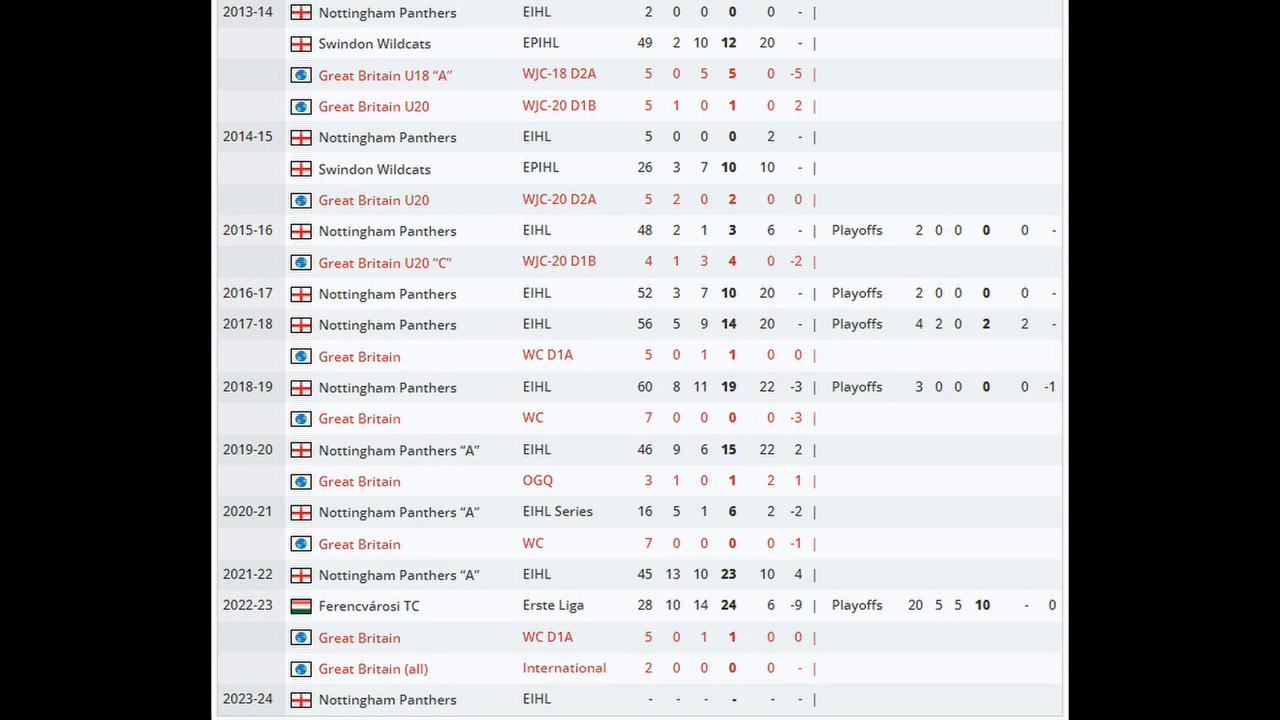 2013-14 Nottingham Panthers EIHL 2 0 0 0 0 - |
Swindon Wildcats EPIHL 49 2 10 12 20 - |
Great Britain U18 “A” WJC-18 D2A 5 0 5 5 0 -5 |
Great Britain U20 WJC-20 D1B 5 1 0 1 0 2 |
2014-15 Nottingham Panthers EIHL 5 0 0 0 2 - |
Swindon Wildcats EPIHL 26 3 7 10 10 - |
Great Britain U20 WJC-20 D2A 5 2 0 2 0 0 |
2015-16 Nottingham Panthers EIHL 48 2 1 3 6 - | Playoffs 2 0 0 0 0 -
Great Britain U20 “C” WJC-20 D1B 4 1 3 4 0 -2 |
2016-17 Nottingham Panthers EIHL 52 3 7 10 20 - | Playoffs 2 0 0 0 0 -
2017-18 Nottingham Panthers EIHL 56 5 9 14 20 - | Playoffs 4 2 0 2 2 -
Great Britain WC D1A 5 0 1 1 0 0 |
2018-19 Nottingham Panthers EIHL 60 8 11 19 22 -3 | Playoffs 3 0 0 0 0 -1
Great Britain WC 7 0 0 0 0 -3 |
2019-20 Nottingham Panthers “A” EIHL 46 9 6 15 22 2 |
Great Britain OGQ 3 1 0 1 2 1 |
2020-21 Nottingham Panthers “A” EIHL Series 16 5 1 6 2 -2 |
Great Britain WC 7 0 0 0 0 -1 |
2021-22 Nottingham Panthers “A” EIHL 45 13 10 23 10 4 |
2022-23 Ferencvárosi TC Erste Liga 28 10 14 24 6 -9 | Playoffs 20 5 5 10 - 0
Great Britain WC D1A 5 0 1 1 0 0 |
Great Britain (all) International 2 0 0 0 0 - |
2023-24 Nottingham Panthers EIHL - - - - - - |